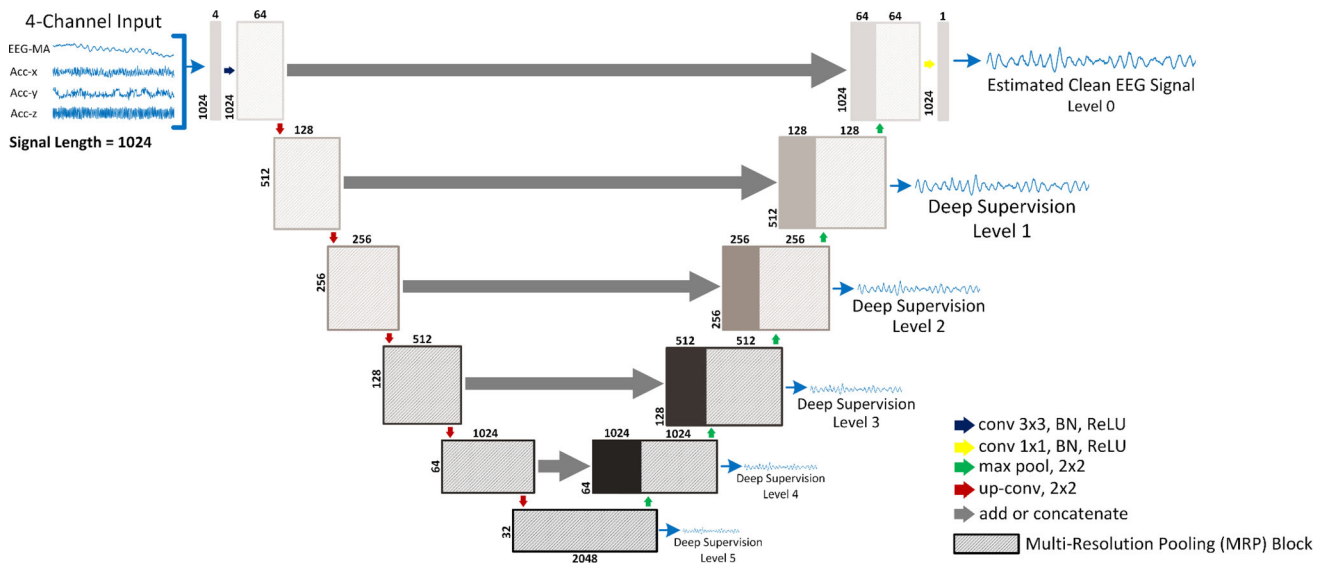 4-Channel Input
EEG-MA
Acc-x
Acc-y
Acc-z
Signal Length = 1024
4
1024
64
1024
64 64
1024
1
1024
Estimated Clean EEG Signal
Level 0
128
512
128 128
512
Deep Supervision
Level 1
256
256
256 256
256
Deep Supervision
Level 2
512
128
512 512
128
Deep Supervision
Level 3
1024
64
1024 1024
64
Deep Supervision
Level 4
32
2048
Deep Supervision
Level 5
conv 3x3, BN, ReLU
conv 1x1, BN, ReLU
max pool, 2x2
up-conv, 2x2
add or concatenate
Multi-Resolution Pooling (MRP) Block